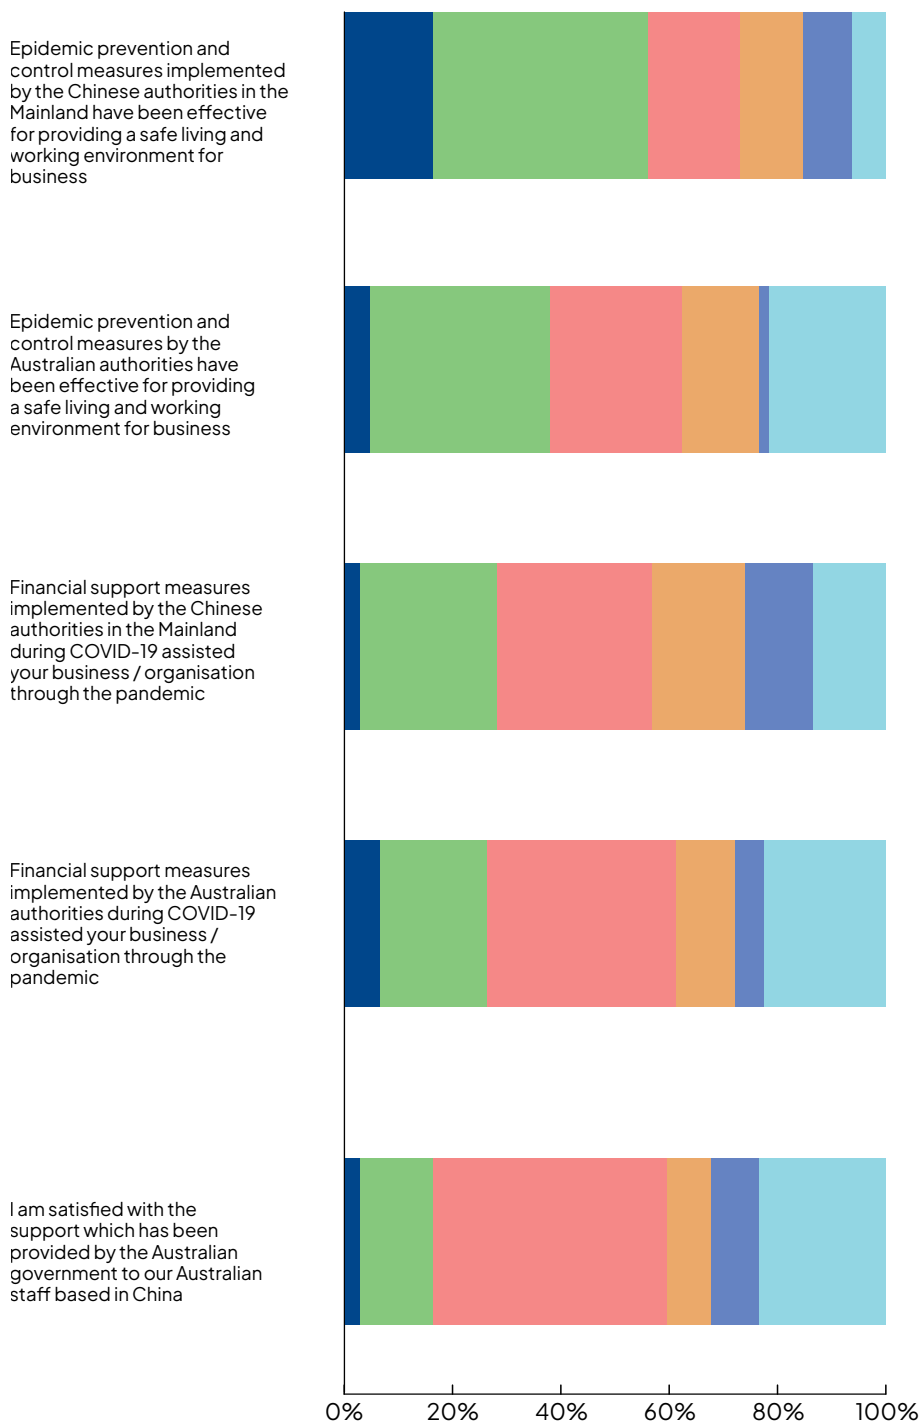 Epidemic prevention and
control measures implemented
by the Chinese authorities in the
Mainland have been effective
for providing a safe living and
working environment for
business
Epidemic prevention and
control measures by the
Australian authorities have
been effective for providing
a safe living and working
environment for business
Financial support measures
implemented by the Chinese
authorities in the Mainland
during COVID-19 assisted
your business / organisation
through the pandemic
Financial support measures
implemented by the Australian
authorities during COVID-19
assisted your business /
organisation through the
pandemic
I am satisfied with the
support which has been
provided by the Australian
government to our Australian
staff based in China
0% 20% 40% 60% 80% 100%